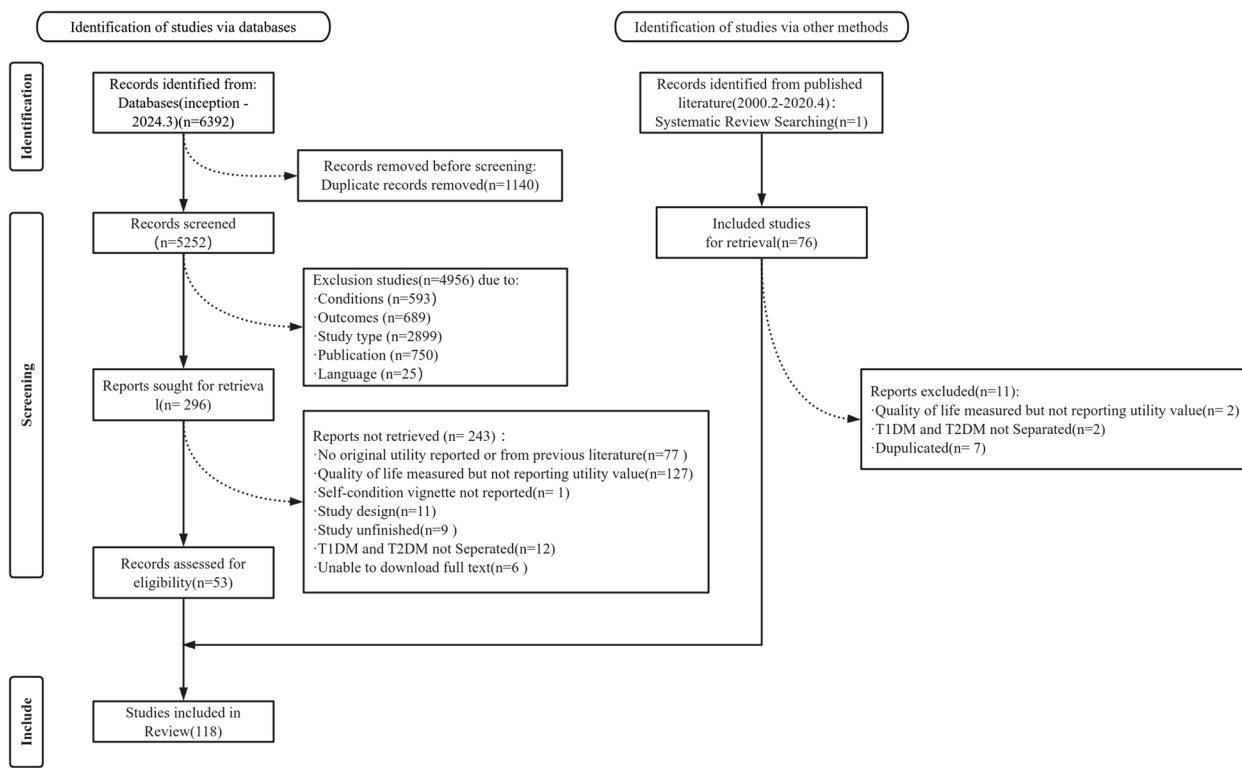 Identification of studies via databases
Identification of studies via other methods
Identification
Records identified from:
Databases(inception -
2024.3)(n=6392)
Records identified from published
literature(2000.2-2020.4)：
Systematic Review Searching(n=1)
Records removed before screening:
Duplicate records removed(n=1140)
Screening
Records screened
(n=5252)
Included studies
for retrieval(n=76)
Exclusion studies(n=4956) due to:
·Conditions (n=593)
·Outcomes (n=689)
·Study type (n=2899)
·Publication (n=750)
·Language (n=25)
Reports sought for retrieva
l(n= 296)
Reports excluded(n=11):
·Quality of life measured but not reporting utility value(n= 2)
·T1DM and T2DM not Separated(n=2)
·Dupulicated(n= 7)
Reports not retrieved (n= 243)：
·No original utility reported or from previous literature(n=77 )
·Quality of life measured but not reporting utility value(n=127)
·Self-condition vignette not reported(n= 1)
·Study design(n=11)
·Study unfinished(n=9 )
·T1DM and T2DM not Seperated(n=12)
·Unable to download full text(n=6 )
Records assessed for
eligibility(n=53)
Include
Studies included in
Review(118)